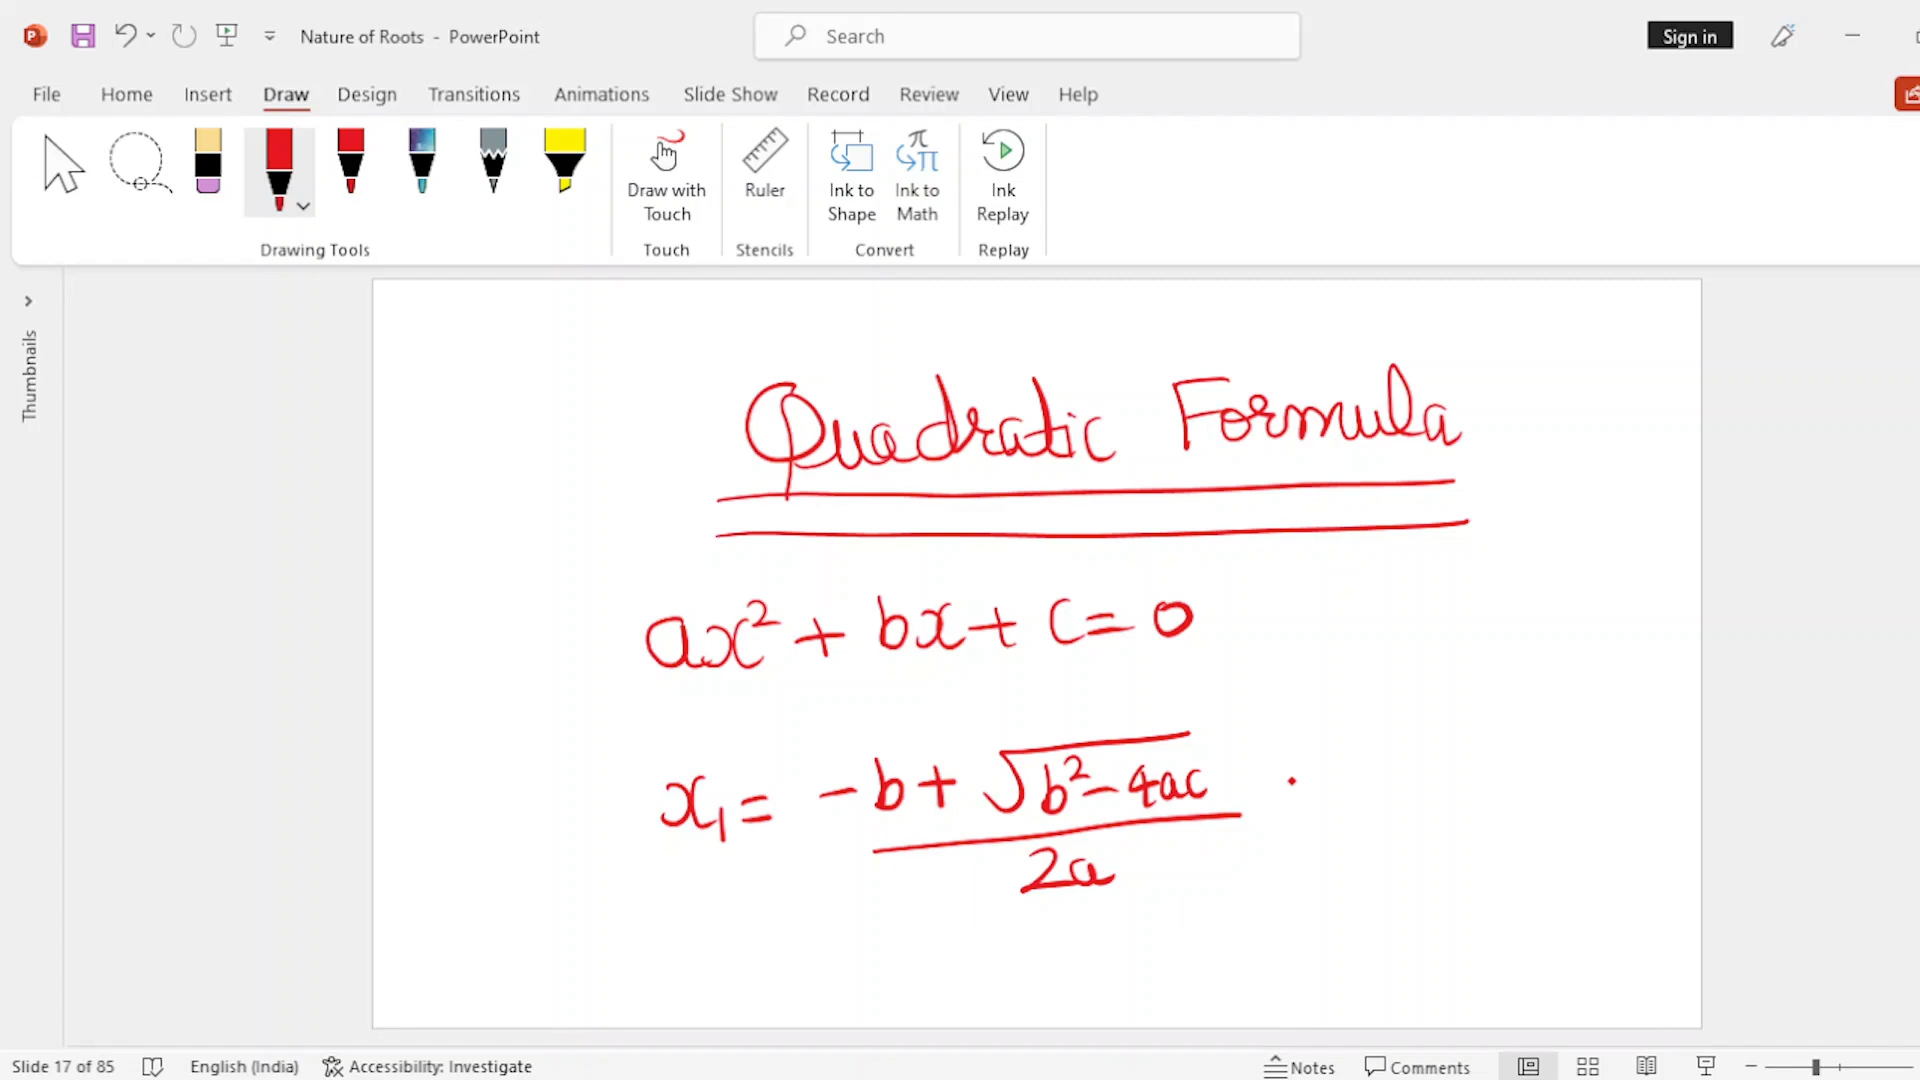 Nature of Roots - PowerPoint
Search
Sign in
File Home Insert Draw Design Transitions Animations Slide Show Record Review View Help
Draw with Touch
Ruler
Ink to Shape
Ink to Math
Ink Replay
Drawing Tools Touch Stencils Convert Replay
Thumbnails
Quadratic Formula
ax² + bx + c = 0
x₁ = -b + √b² - 4ac
2a
Slide 17 of 85 English (India) Accessibility: Investigate Notes Comments